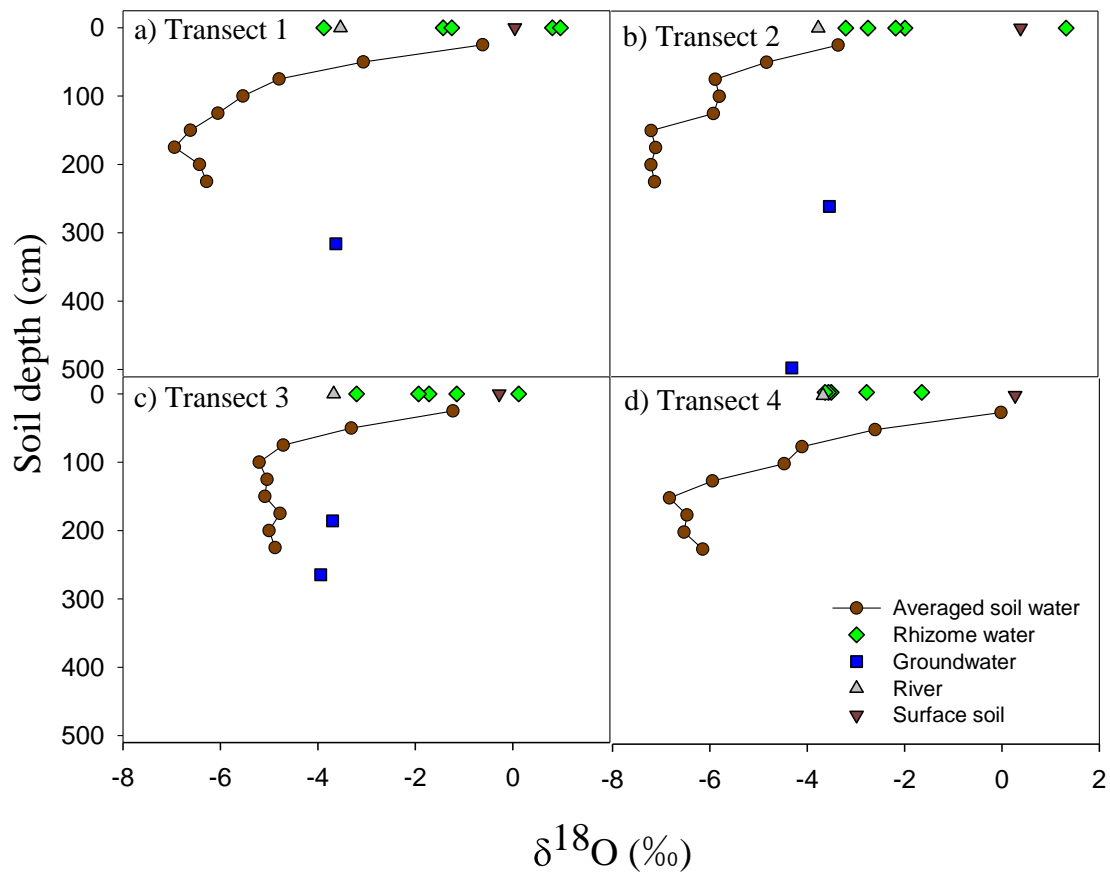 a) Transect 1
b) Transect 2
0
100
200
300
400
500
c) Transect 3
d) Transect 4
0
100
200
300
400
500
Soil depth (cm)
Averaged soil water
Rhizome water
Groundwater
River
Surface soil
-8 -6 -4 -2 0 -8 -6 -4 -2 0 2
δ¹⁸O (‰)